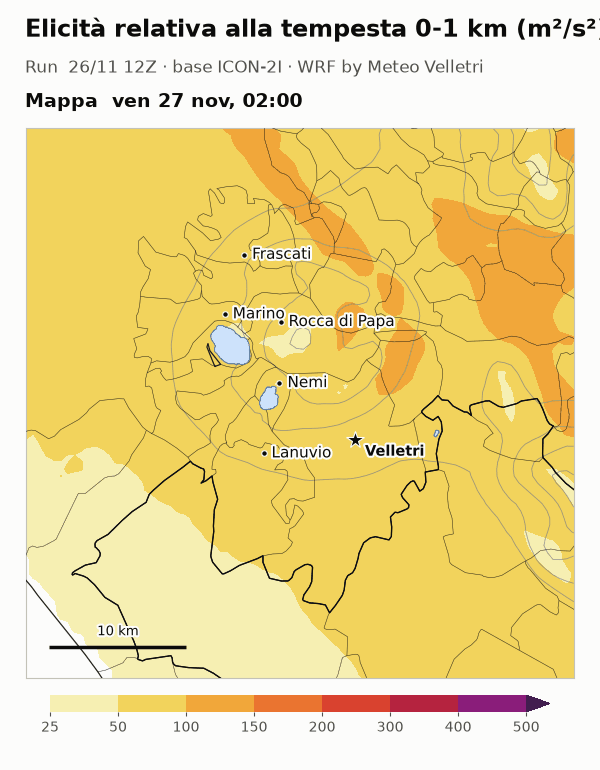 Elicità relativa alla tempesta 0-1 km (m²/s²)
Run 26/11 12Z · base ICON-2I · WRF by Meteo Velletri
Mappa ven 27 nov, 02:00
Frascati
Marino
Rocca di Papa
Nemi
Velletri
Lanuvio
10 km
25 50 100 150 200 300 400 500